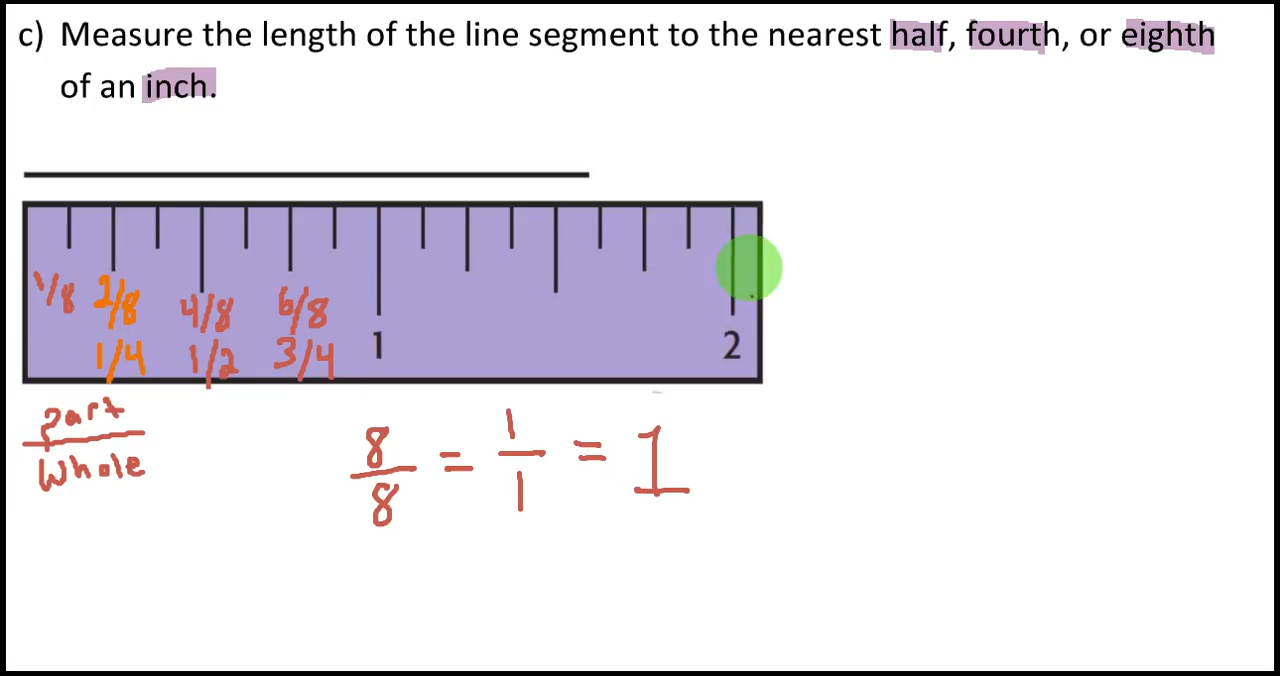 c) Measure the length of the line segment to the nearest half, fourth, or eighth
of an inch.
1/8 2/8 4/8 6/8
1/4 1/2 3/4 1 2
Part
Whole
8/8 = 1/1 = 1